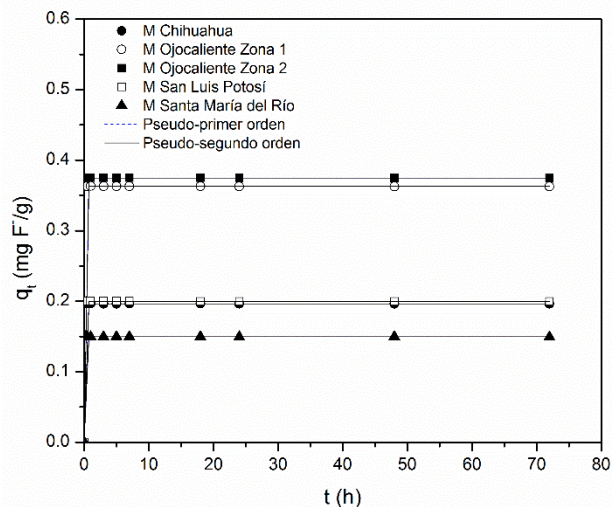 0.6
0.5
0.4
0.3
0.2
0.1
0.0
q_t (mg F^-/g)
M Chihuahua
M Ojocaliente Zona 1
M Ojocaliente Zona 2
M San Luis Potosí
M Santa María del Río
Pseudo-primer orden
Pseudo-segundo orden
0 10 20 30 40 50 60 70 80
t (h)